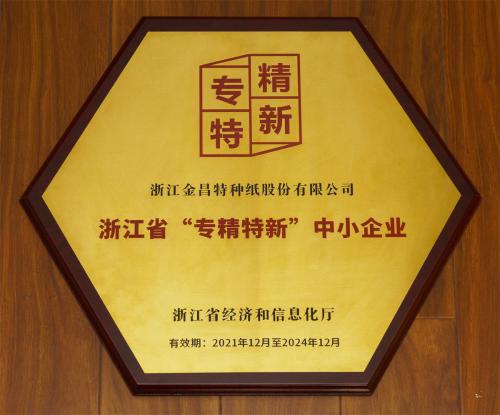 专精
特新
浙江金昌特种纸股份有限公司
浙江省“专精特新”中小企业
浙江省经济和信息化厅
有效期：2021年12月至2024年12月